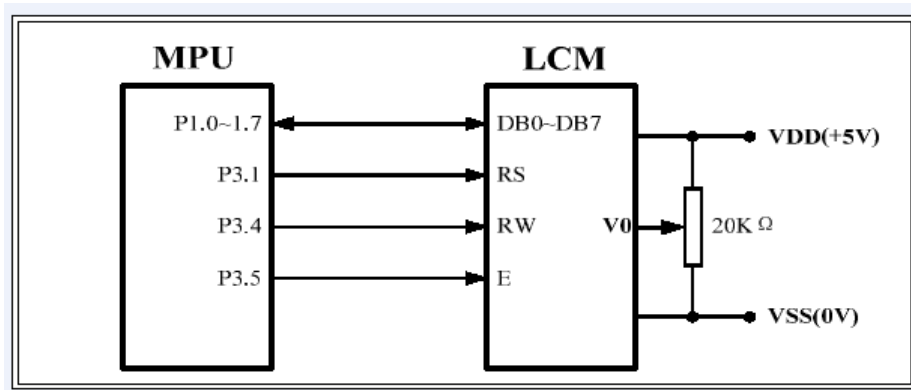 MPU
LCM
P1.0~1.7
DB0~DB7
VDD(+5V)
P3.1
RS
P3.4
RW
V0
20K Ω
P3.5
E
VSS(0V)